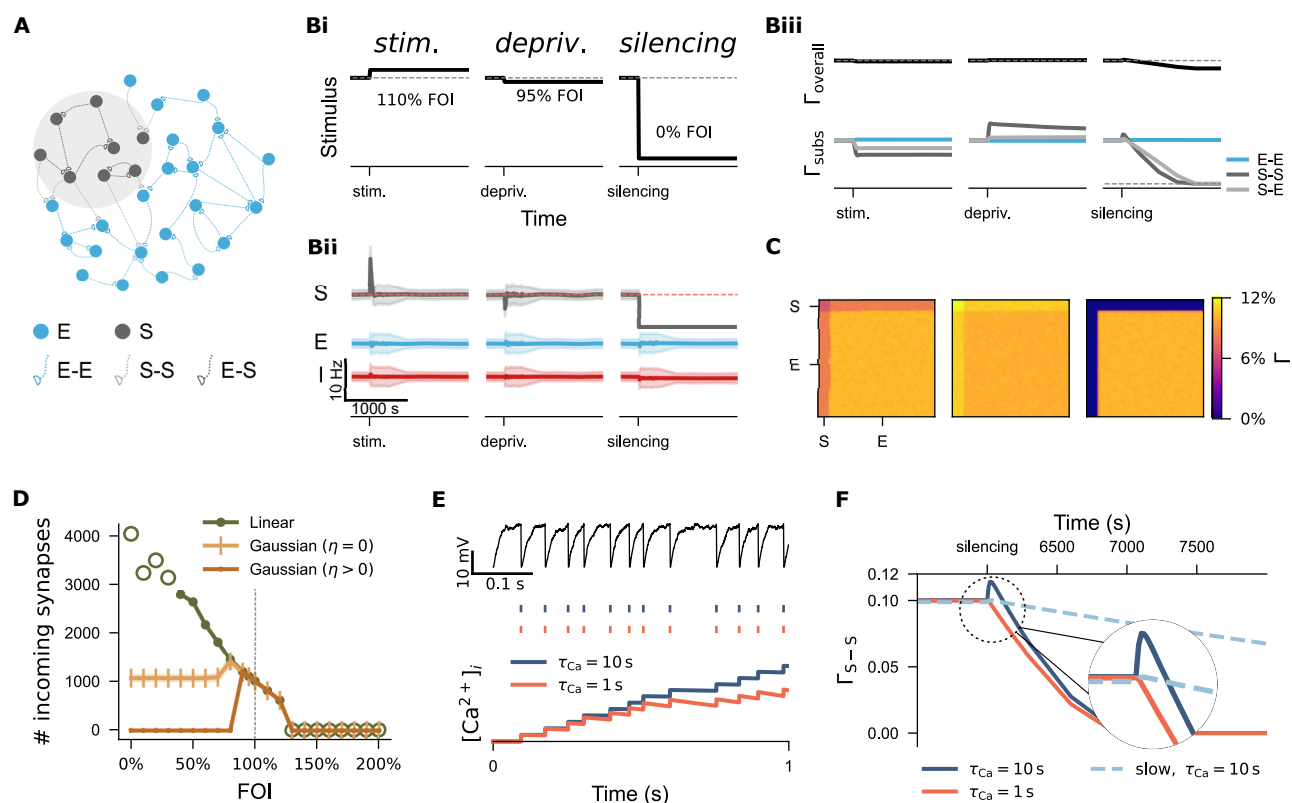 A
E
S
E-E
S-S
E-S
Bi
stim.
depriv.
silencing
Stimulus
110% FOI
95% FOI
0% FOI
stim.
depriv.
silencing
Time
Bii
S
E
I
10 Hz
1000 s
stim.
depriv.
silencing
Biii
Γoverall
Γsubs
E-E
S-S
S-E
stim.
depriv.
silencing
C
S
E
S
E
12%
6%
0%
Γ
D
# incoming synapses
4000
3000
2000
1000
0
Linear
Gaussian (η = 0)
Gaussian (η > 0)
0%
50%
100%
150%
200%
FOI
E
10 mV
0.1 s
τCa = 10 s
τCa = 1 s
[Ca2+]i
0
1
Time (s)
F
Time (s)
silencing
6500
7000
7500
ΓS−S
0.12
0.10
0.05
0.00
τCa = 10 s
τCa = 1 s
slow, τCa = 10 s